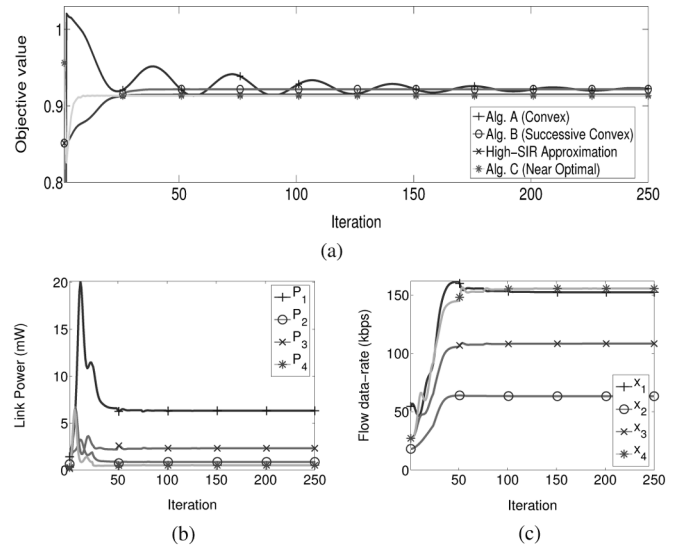 1
0.9
0.8
Objective value
50 100 150 200 250
Iteration
Alg. A (Convex)
Alg. B (Successive Convex)
High-SIR Approximation
Alg. C (Near Optimal)
(a)
20
15
10
5
0
Link Power (mW)
0 50 100 150 200 250
Iteration
P1
P2
P3
P4
(b)
150
100
50
0
Flow data-rate (kbps)
0 50 100 150 200 250
Iteration
x1
x2
x3
x4
(c)